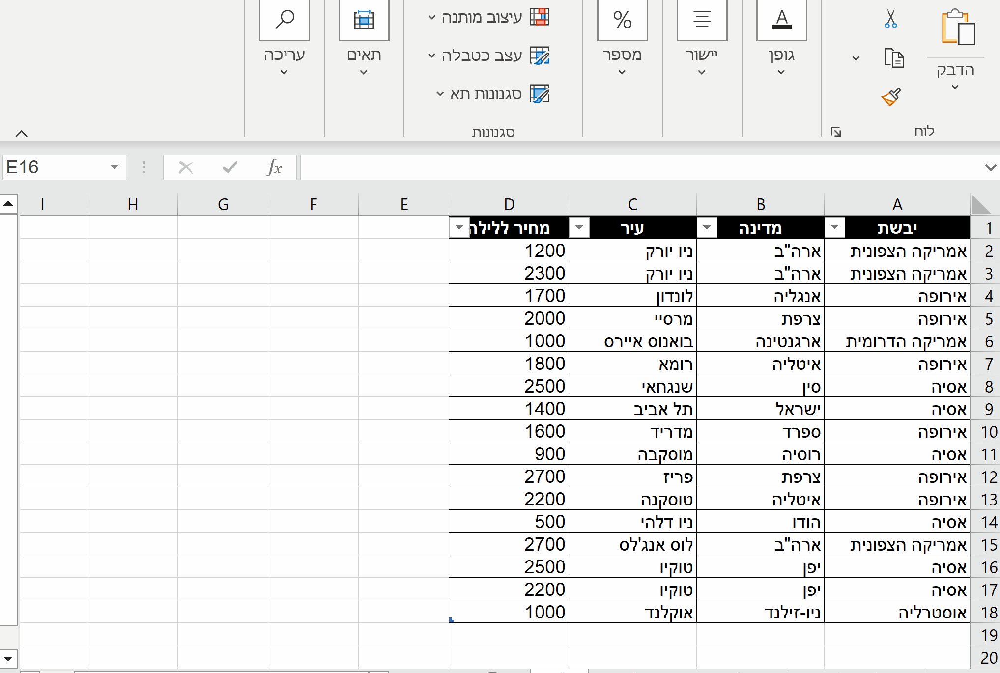 הדבק
לוח
גופן
יישור
מספר
עיצוב מותנה
עצב כטבלה
סגנונות תא
סגנונות
תאים
עריכה
E16 fx
A B C D E F G H I
1 יבשת מדינה עיר מחיר ללילה
2 אמריקה הצפונית ארה"ב ניו יורק 1200
3 אמריקה הצפונית ארה"ב ניו יורק 2300
4 אירופה אנגליה לונדון 1700
5 אירופה צרפת מרסיי 2000
6 אמריקה הדרומית ארגנטינה בואנוס איירס 1000
7 אירופה איטליה רומא 1800
8 אסיה סין שנגחאי 2500
9 אסיה ישראל תל אביב 1400
10 אירופה ספרד מדריד 1600
11 אסיה רוסיה מוסקבה 900
12 אירופה צרפת פריז 2700
13 אירופה איטליה טוסקנה 2200
14 אסיה הודו ניו דלהי 500
15 אמריקה הצפונית ארה"ב לוס אנג'לס 2700
16 אסיה יפן טוקיו 2500
17 אסיה יפן טוקיו 2200
18 אוסטרליה ניו-זילנד אוקלנד 1000
19
20